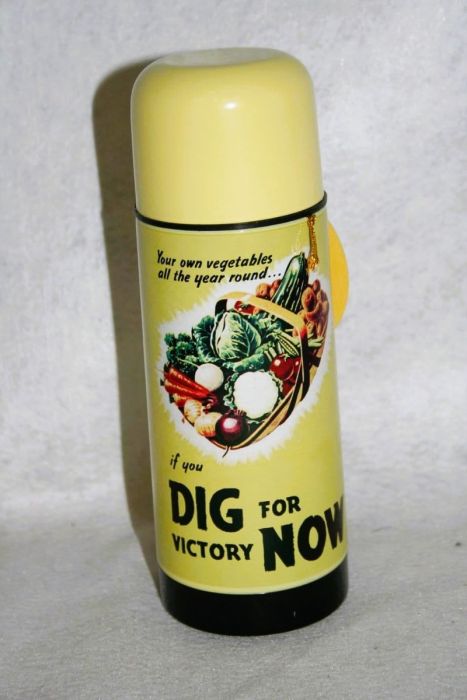 Your own vegetables
all the year round...
if you
DIG FOR
VICTORY NOW